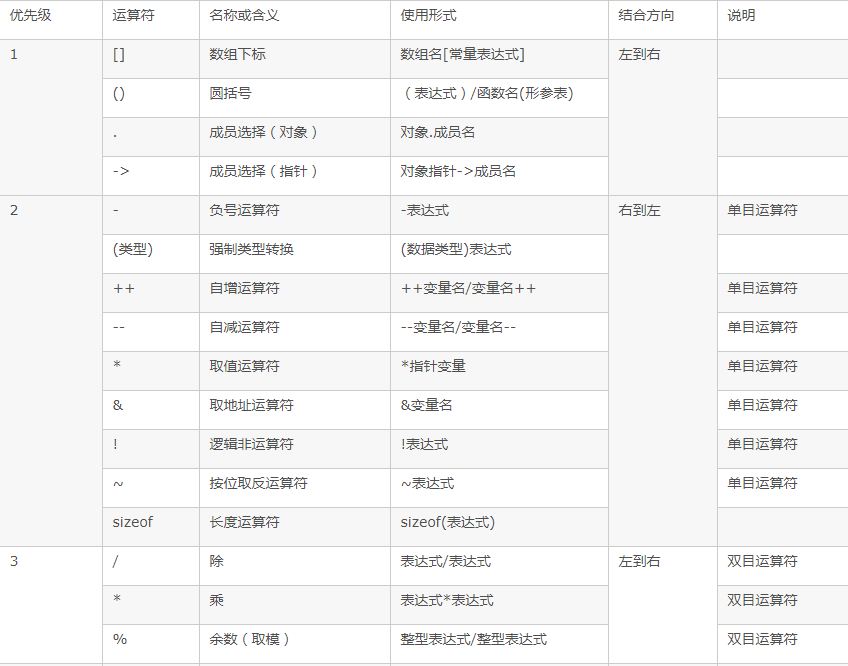 优先级 运算符 名称或含义 使用形式 结合方向 说明
1 [] 数组下标 数组名[常量表达式] 左到右
() 圆括号 （表达式）/函数名(形参表)
. 成员选择（对象） 对象.成员名
-> 成员选择（指针） 对象指针->成员名
2 - 负号运算符 -表达式 右到左 单目运算符
(类型) 强制类型转换 (数据类型)表达式
++ 自增运算符 ++变量名/变量名++ 单目运算符
-- 自减运算符 --变量名/变量名-- 单目运算符
* 取值运算符 *指针变量 单目运算符
& 取地址运算符 &变量名 单目运算符
! 逻辑非运算符 !表达式 单目运算符
~ 按位取反运算符 ~表达式 单目运算符
sizeof 长度运算符 sizeof(表达式)
3 / 除 表达式/表达式 左到右 双目运算符
* 乘 表达式*表达式 双目运算符
% 余数（取模） 整型表达式/整型表达式 双目运算符